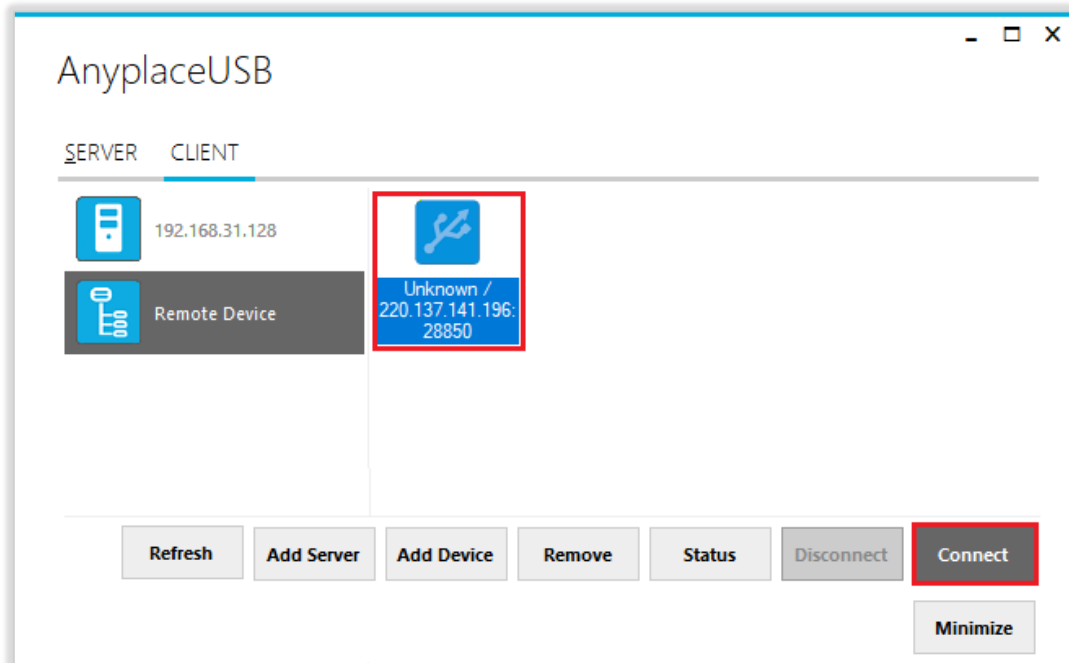 AnyplaceUSB
SERVER CLIENT
192.168.31.128
Remote Device
Unknown /
220.137.141.196:
28850
Refresh Add Server Add Device Remove Status Disconnect Connect
Minimize